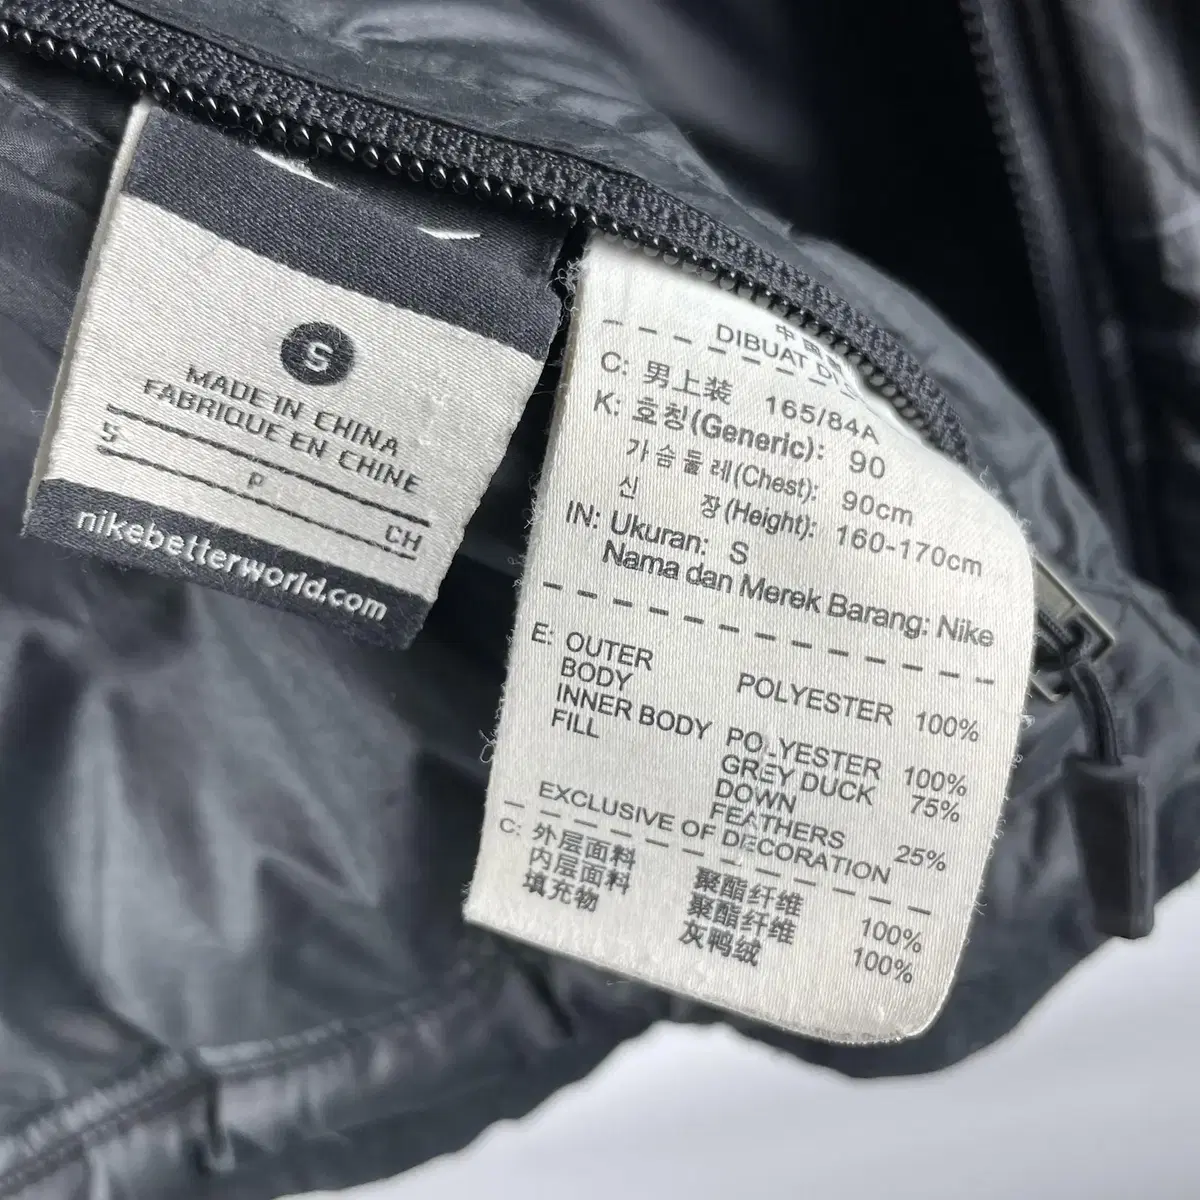 S
MADE IN CHINA
FABRIQUE EN CHINE
S
P
CH
nikebetterworld.com
中国
DIBUAT DI
C: 男上装 165/84A
K: 호칭(Generic): 90
가슴둘레(Chest): 90cm
신 장(Height): 160-170cm
IN: Ukuran: S
Nama dan Merek Barang: Nike
E: OUTER
BODY POLYESTER 100%
INNER BODY POLYESTER 100%
FILL GREY DUCK 75%
DOWN
FEATHERS 25%
EXCLUSIVE OF DECORATION
C: 外层面料 聚酯纤维 100%
内层面料 聚酯纤维 100%
填充物 灰鸭绒